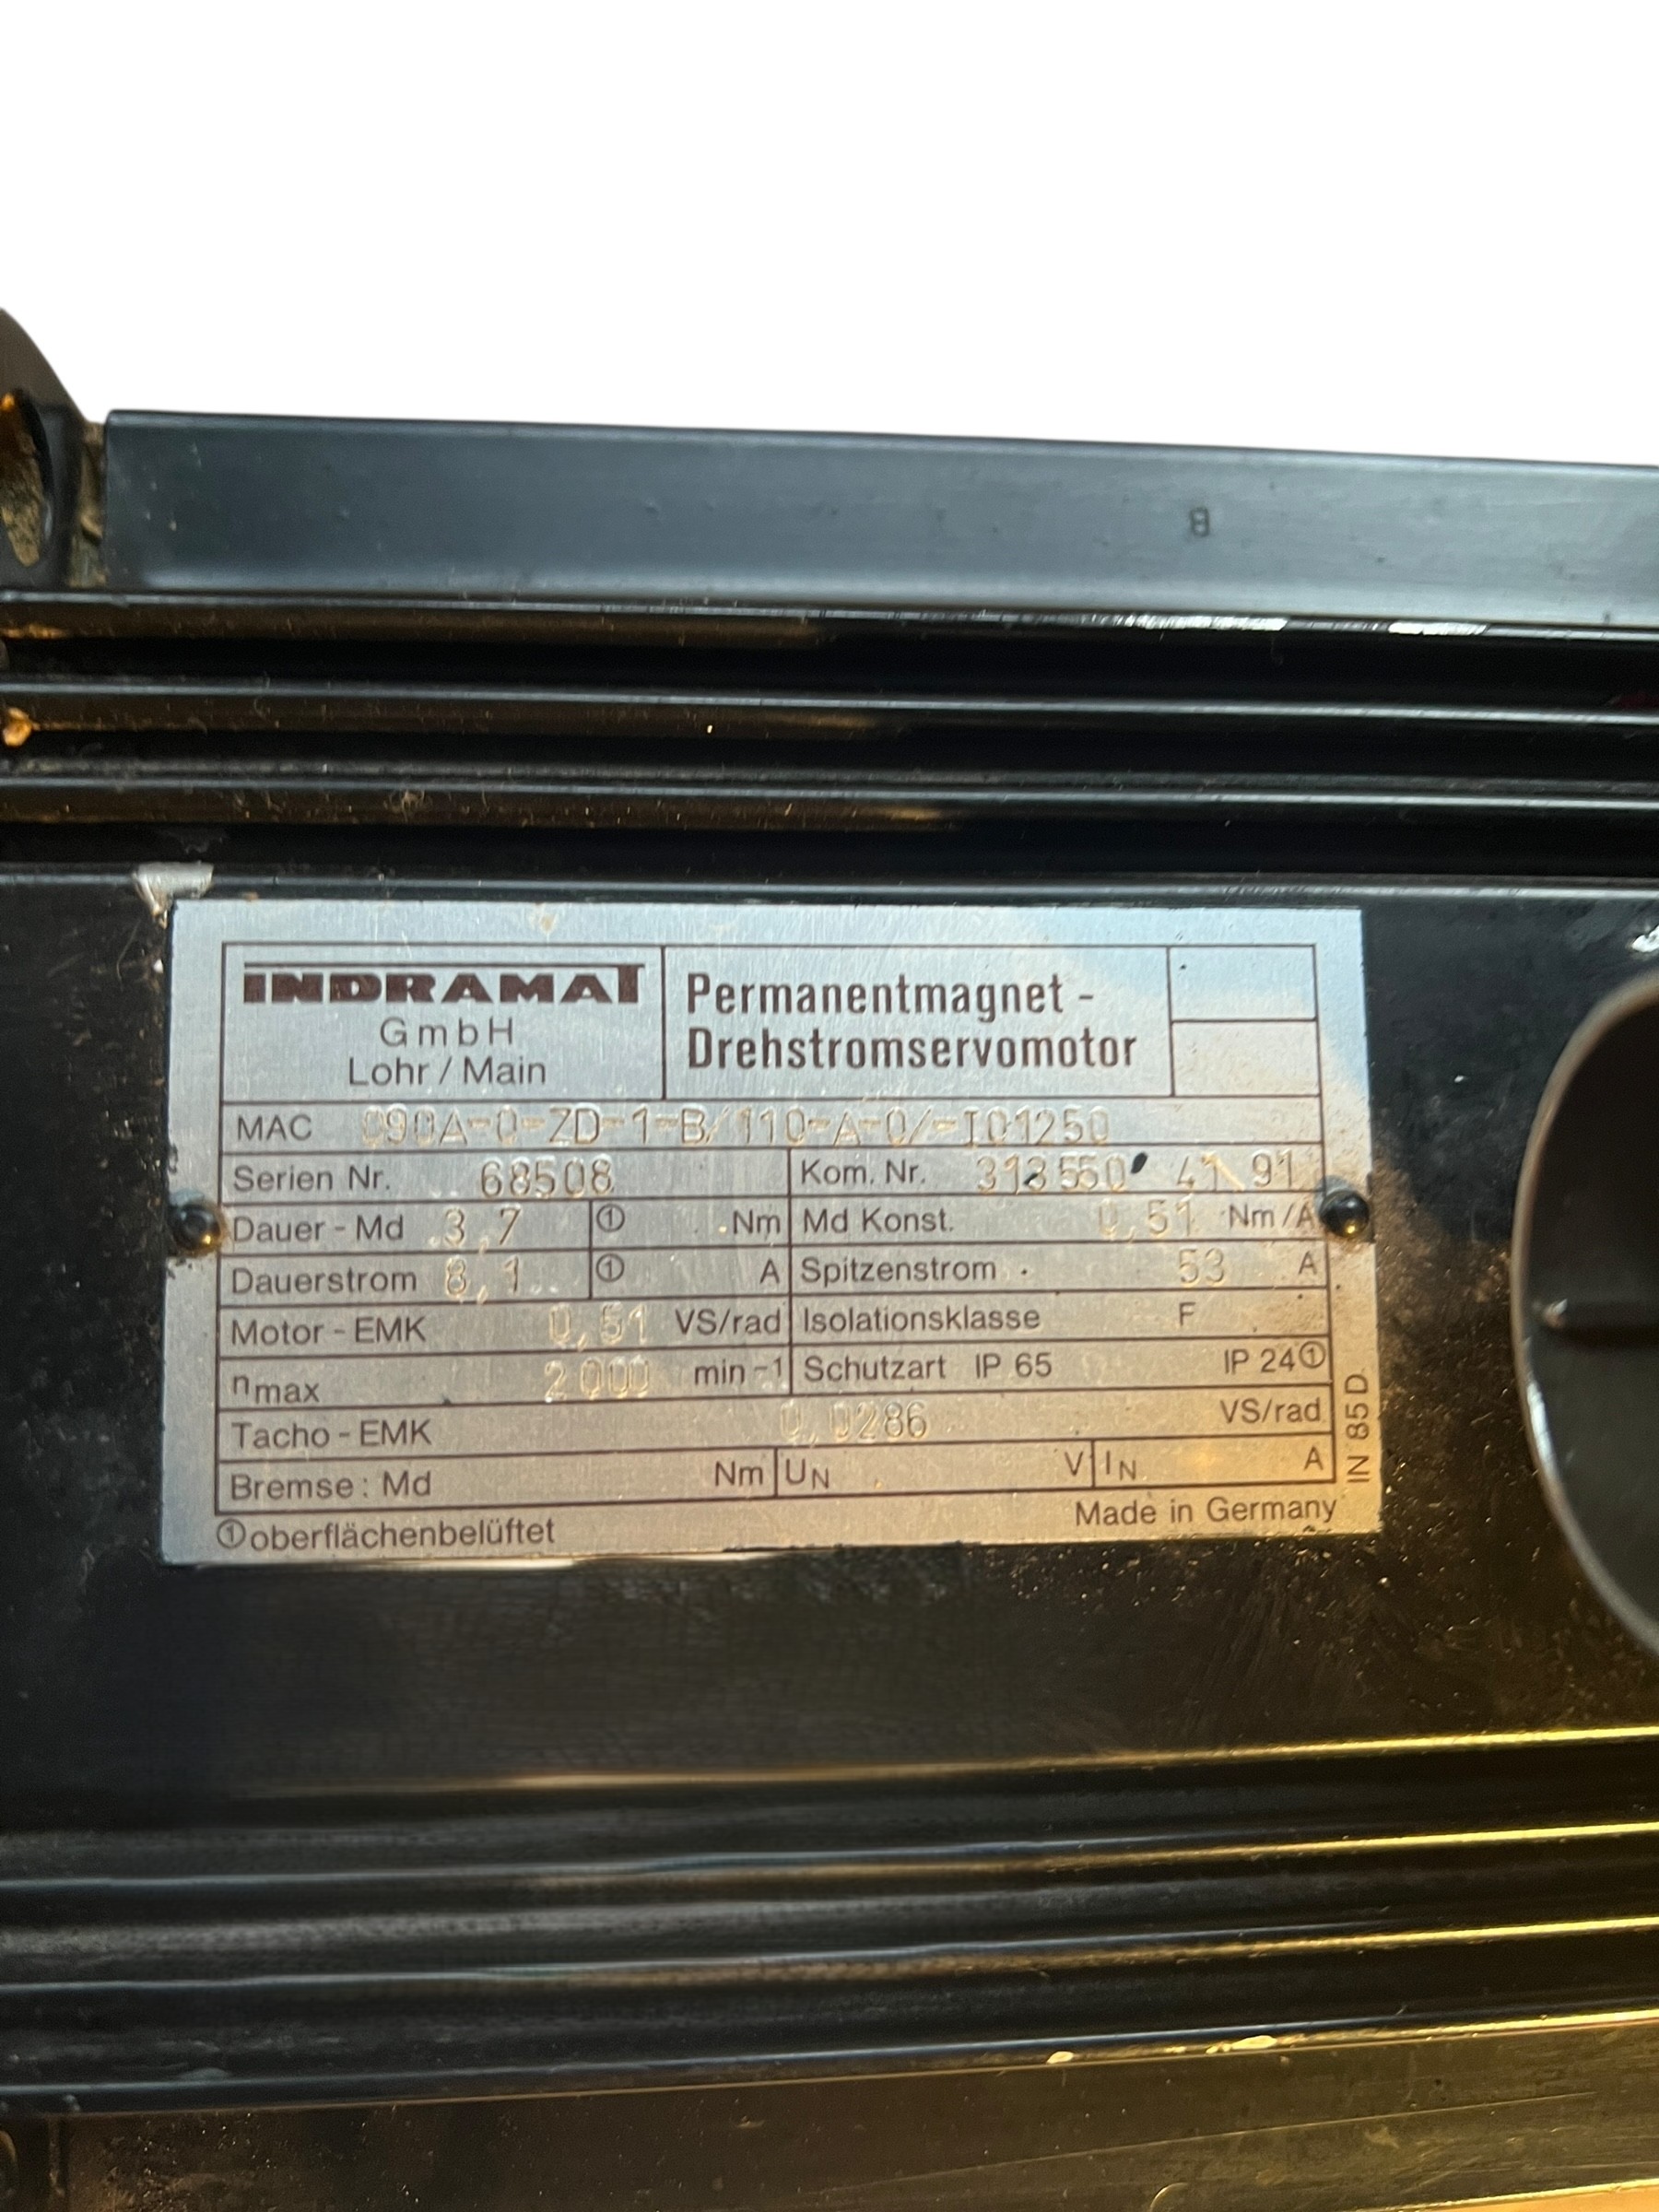 8
INDRAMAT
GmbH
Lohr / Main
Permanentmagnet -
Drehstromservomotor
MAC 090A-0-ZD-1-B/110-A-0/-I01250
Serien Nr. 68508 Kom. Nr. 313550 41 91
Dauer - Md 3,7 ① Nm Md Konst. 0,51 Nm/A
Dauerstrom 8,1 ① A Spitzenstrom 53 A
Motor - EMK 0,51 VS/rad Isolationsklasse F
nmax 2000 min -1 Schutzart IP 65 IP 24①
Tacho - EMK 0,0286 VS/rad
Bremse : Md Nm UN V IN A
IN 85 D
①oberflächenbelüftet Made in Germany